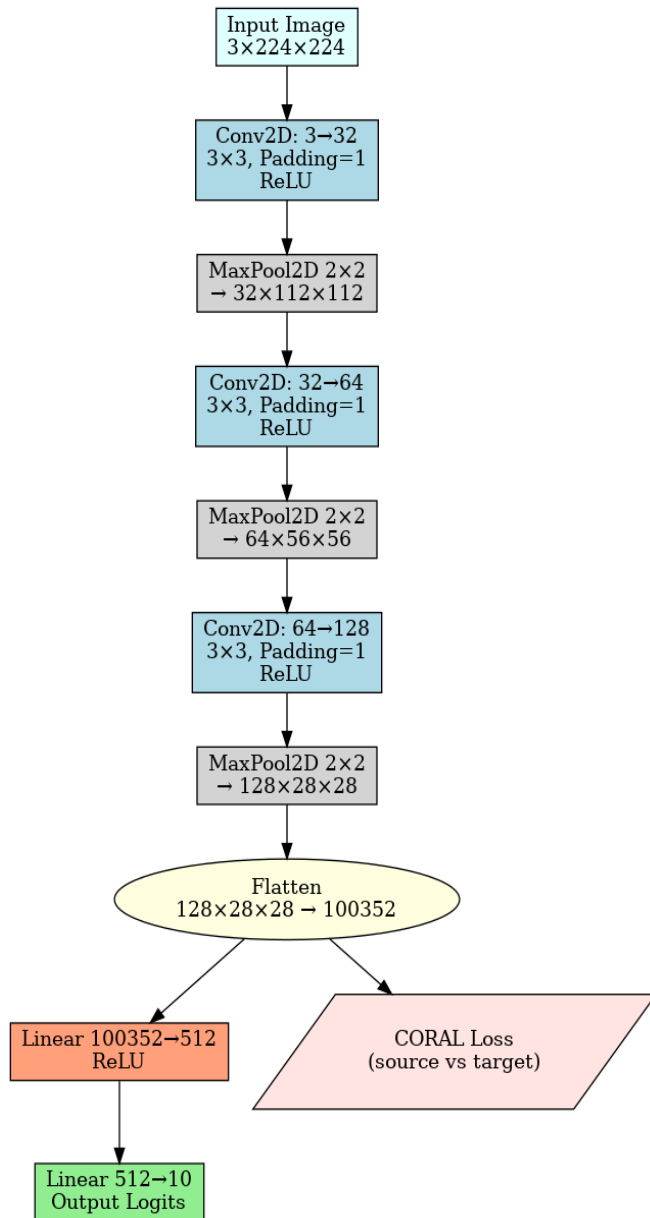 Input Image
3×224×224
Conv2D: 3→32
3×3, Padding=1
ReLU
MaxPool2D 2×2
→ 32×112×112
Conv2D: 32→64
3×3, Padding=1
ReLU
MaxPool2D 2×2
→ 64×56×56
Conv2D: 64→128
3×3, Padding=1
ReLU
MaxPool2D 2×2
→ 128×28×28
Flatten
128×28×28 → 100352
Linear 100352→512
ReLU
CORAL Loss
(source vs target)
Linear 512→10
Output Logits